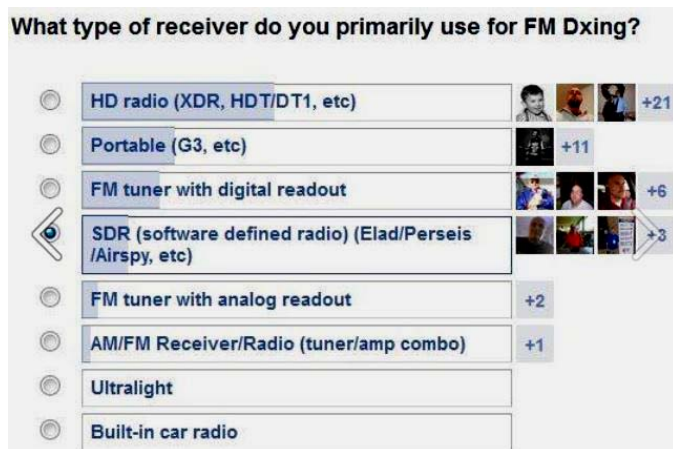 What type of receiver do you primarily use for FM Dxing?
HD radio (XDR, HDT/DT1, etc)
+21
Portable (G3, etc)
+11
FM tuner with digital readout
+6
SDR (software defined radio) (Elad/Perseis
/Airspy, etc)
+3
FM tuner with analog readout
+2
AM/FM Receiver/Radio (tuner/amp combo)
+1
Ultralight
Built-in car radio